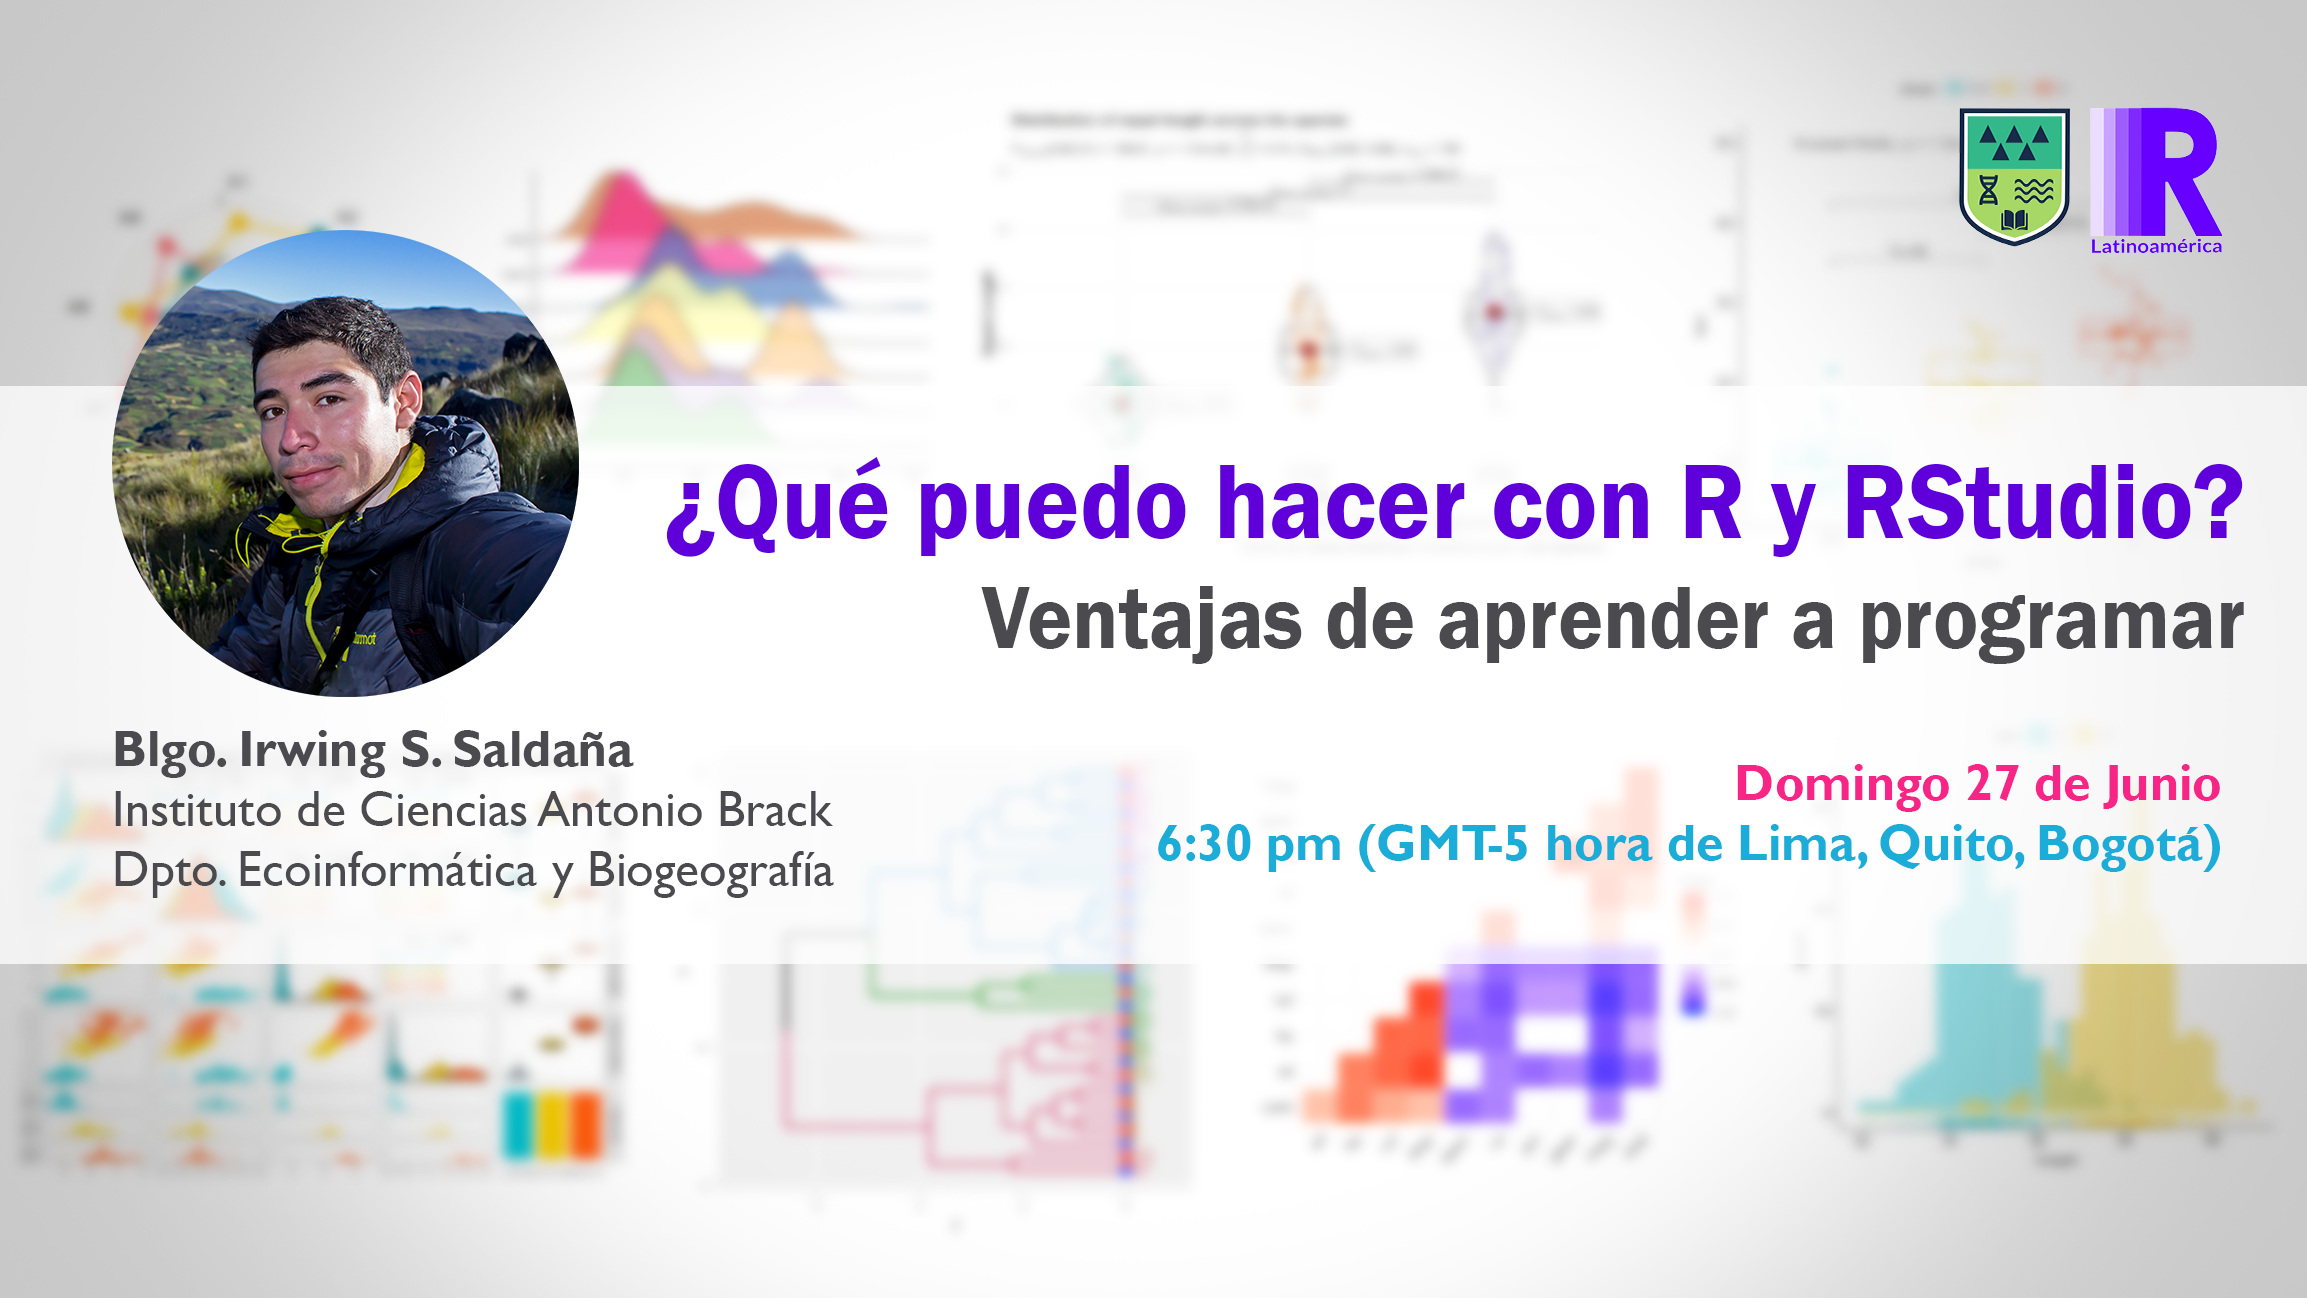 Latinoamérica
¿Qué puedo hacer con R y RStudio?
Ventajas de aprender a programar
Blgo. Irwing S. Saldaña
Instituto de Ciencias Antonio Brack
Dpto. Ecoinformática y Biogeografía
Domingo 27 de Junio
6:30 pm (GMT-5 hora de Lima, Quito, Bogotá)